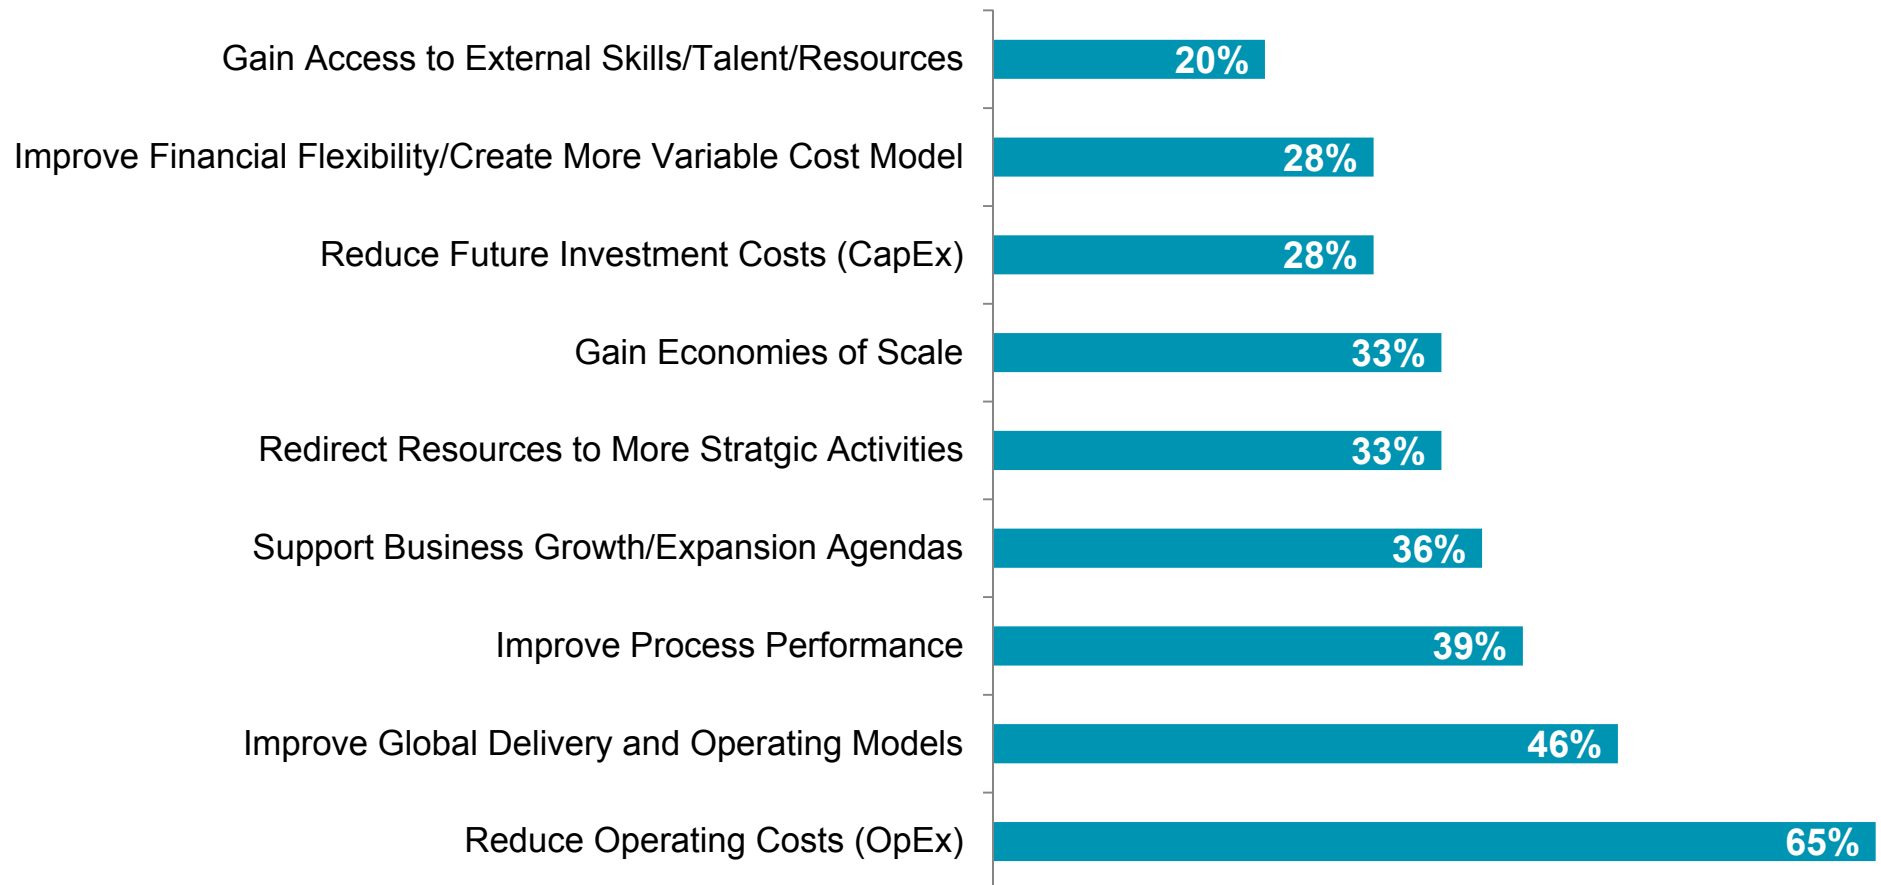 Gain Access to External Skills/Talent/Resources 20%
Improve Financial Flexibility/Create More Variable Cost Model 28%
Reduce Future Investment Costs (CapEx) 28%
Gain Economies of Scale 33%
Redirect Resources to More Stratgic Activities 33%
Support Business Growth/Expansion Agendas 36%
Improve Process Performance 39%
Improve Global Delivery and Operating Models 46%
Reduce Operating Costs (OpEx) 65%